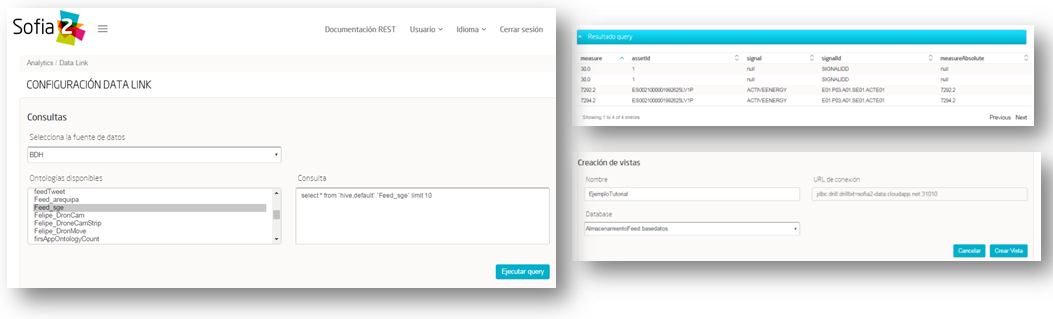 Sofia 2
Documentación REST Usuario Idioma Cerrar sesión
Analytics / Data Link
CONFIGURACIÓN DATA LINK
Consultas
Selecciona la fuente de datos
BDH
Ontologías disponibles
feedTweet
Feed_arequipa
Feed_sge
Felipe_DronCam
Felipe_DroneCamStrip
Felipe_DronMove
firsAppOntologyCount
Consulta
select * from `hive.default`.`Feed_sge` limit 10
Ejecutar query
Resultado query
measure assetId signal signalId measureAbsolute
30.0 1 null SIGNALIDD null
30.0 1 null SIGNALIDD null
7292.2 ACTIVEENERGY E01.P03.A01.SE01.ACTE01 7292.2
7294.2 ACTIVEENERGY E01.P03.A01.SE01.ACTE01 7294.2
Showing 1 to 4 of 4 entries
Previous Next
Creación de vistas
Nombre
EjemploTutorial
URL de conexión
jdbc:drill:drillbit=sofia2-data.cloudapp.net:31010
Database
AlmacenamientoFeed.basedatos
Cancelar Crear Vista